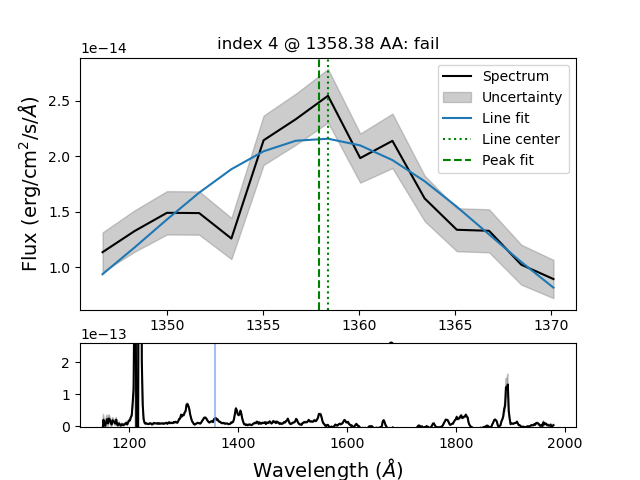 index 4 @ 1358.38 AA: fail
1e−14
Flux (erg/cm²/s/Å)
2.5
2.0
1.5
1.0
Spectrum
Uncertainty
Line fit
Line center
Peak fit
1350 1355 1360 1365 1370
1e−13
2
1
0
1200 1400 1600 1800 2000
Wavelength (Å)